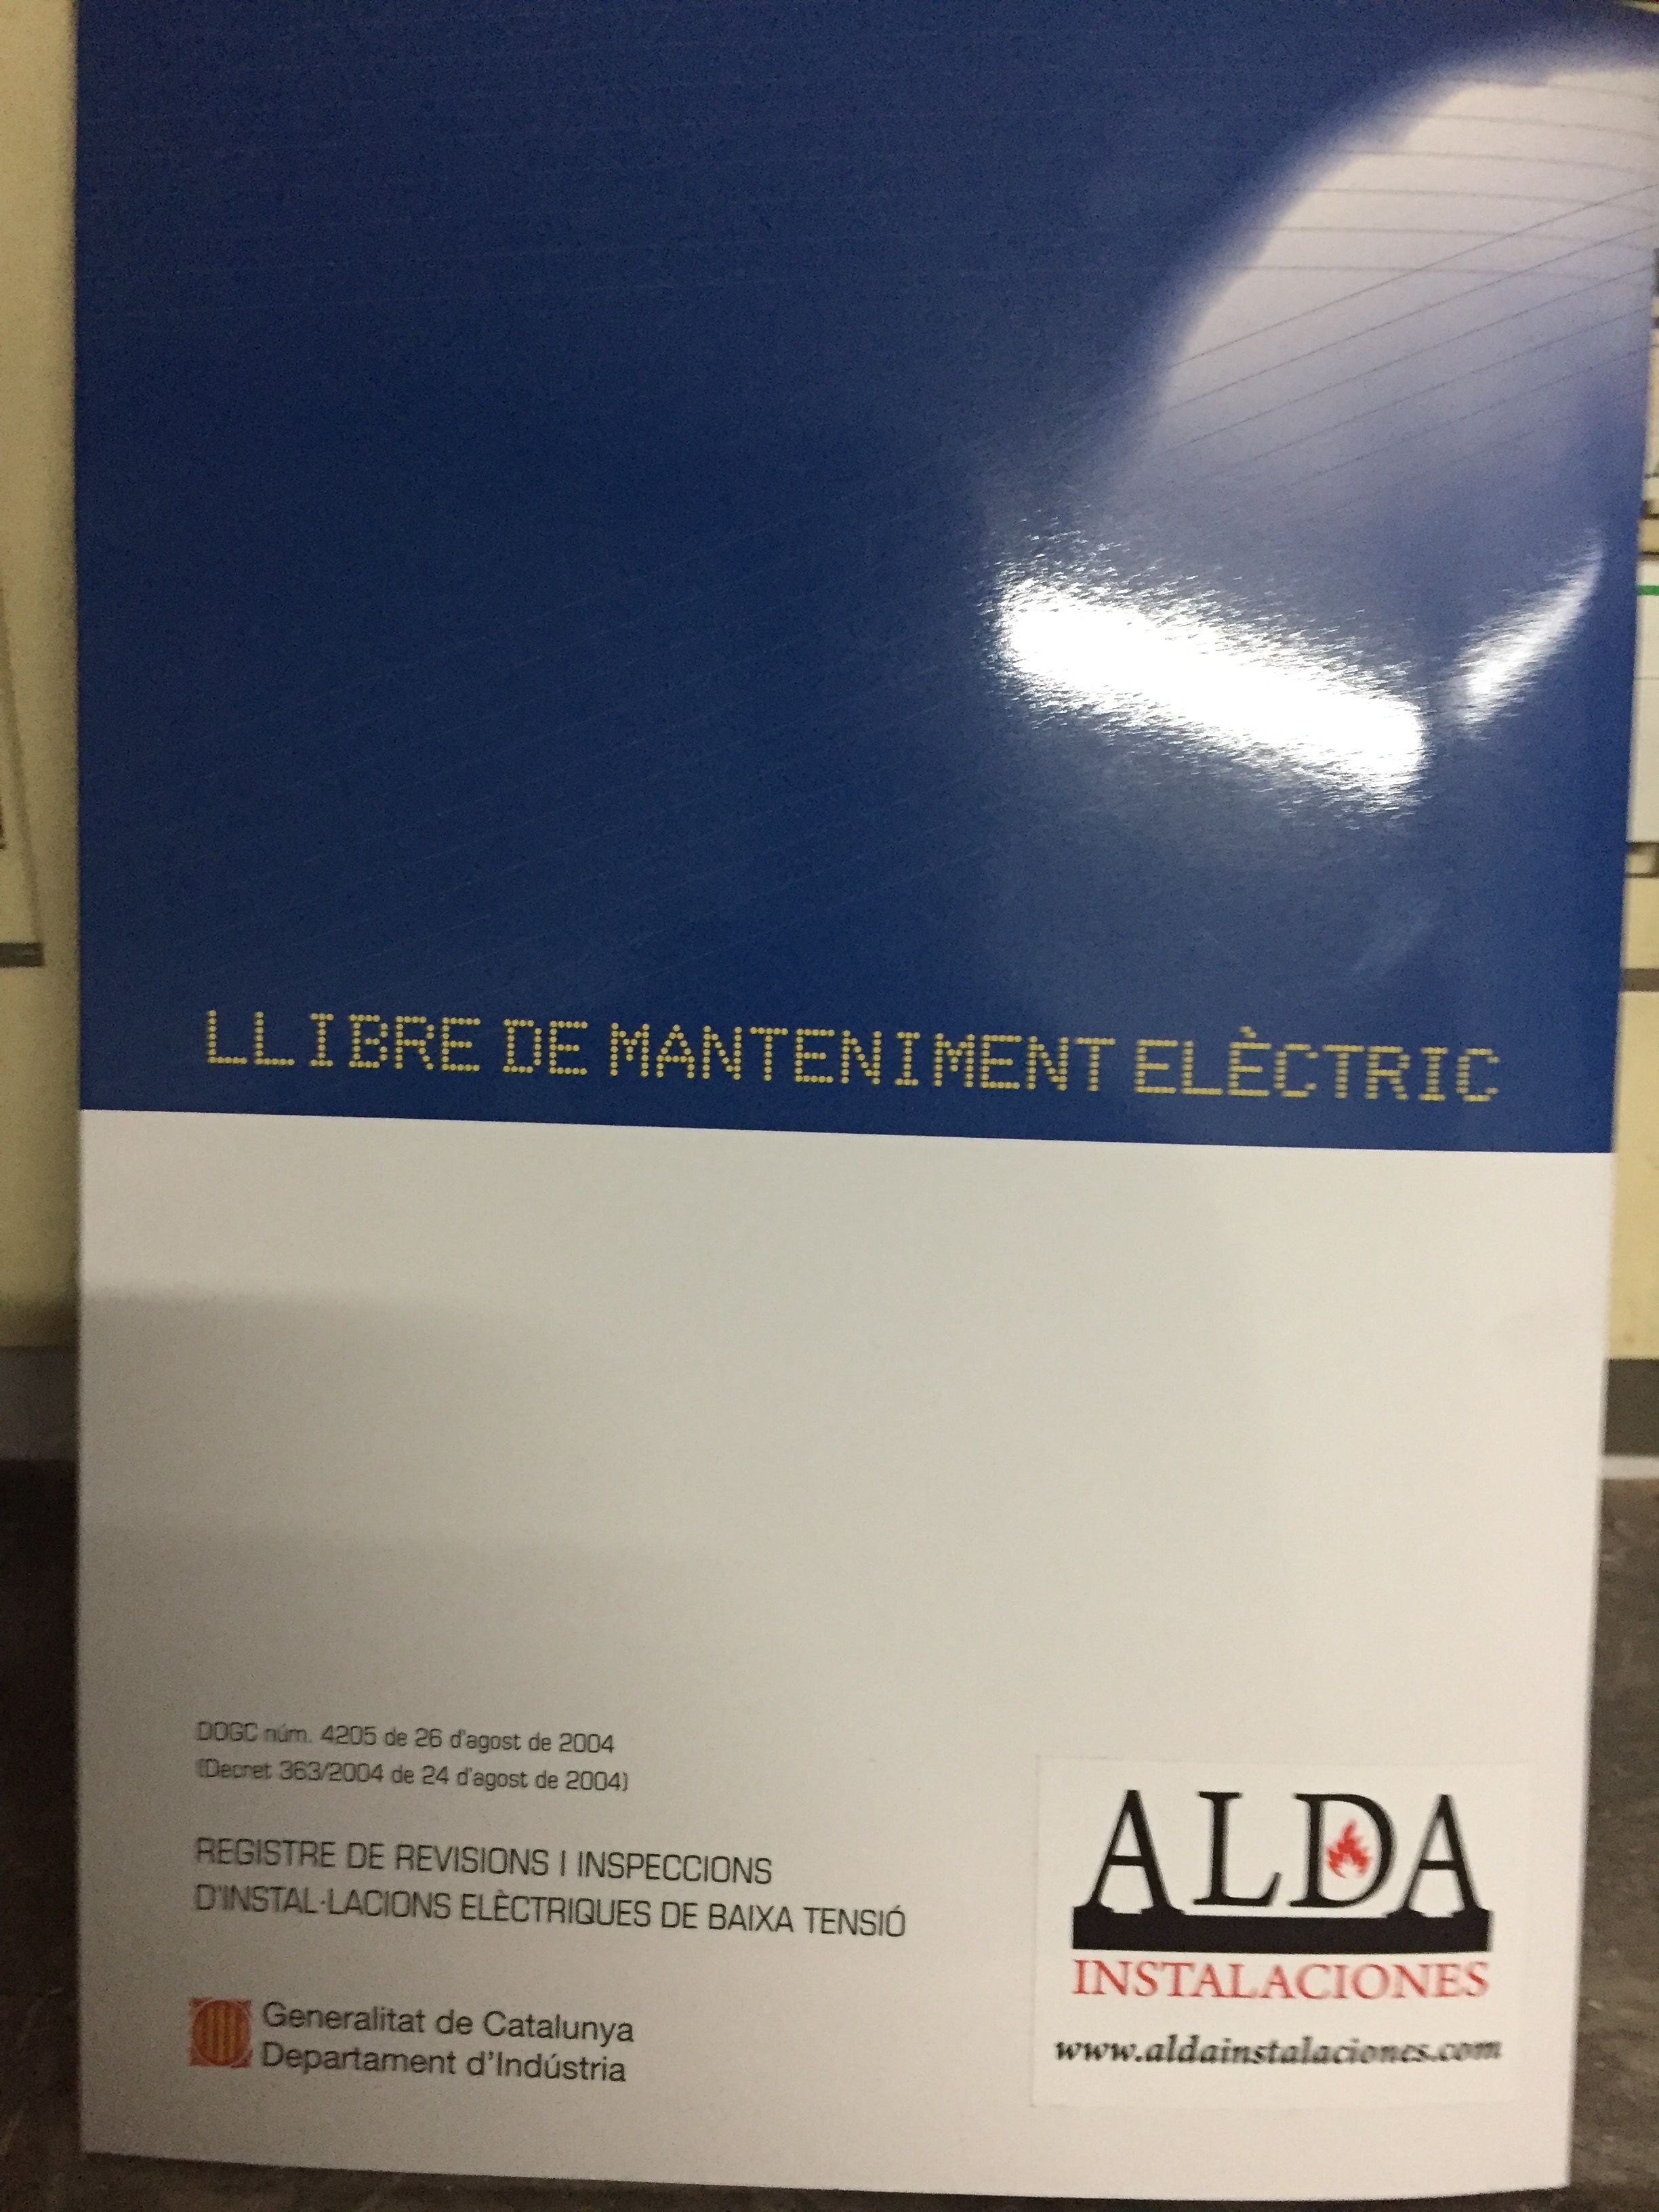 LLIBRE DE MANTENIMENT ELÈCTRIC
DOGC núm. 4205 de 26 d'agost de 2004
(Decret 363/2004 de 24 d'agost de 2004)
REGISTRE DE REVISIONS I INSPECCIONS
D'INSTAL·LACIONS ELÈCTRIQUES DE BAIXA TENSIÓ
Generalitat de Catalunya
Departament d'Indústria
ALDA
INSTALACIONES
www.aldainstalaciones.com